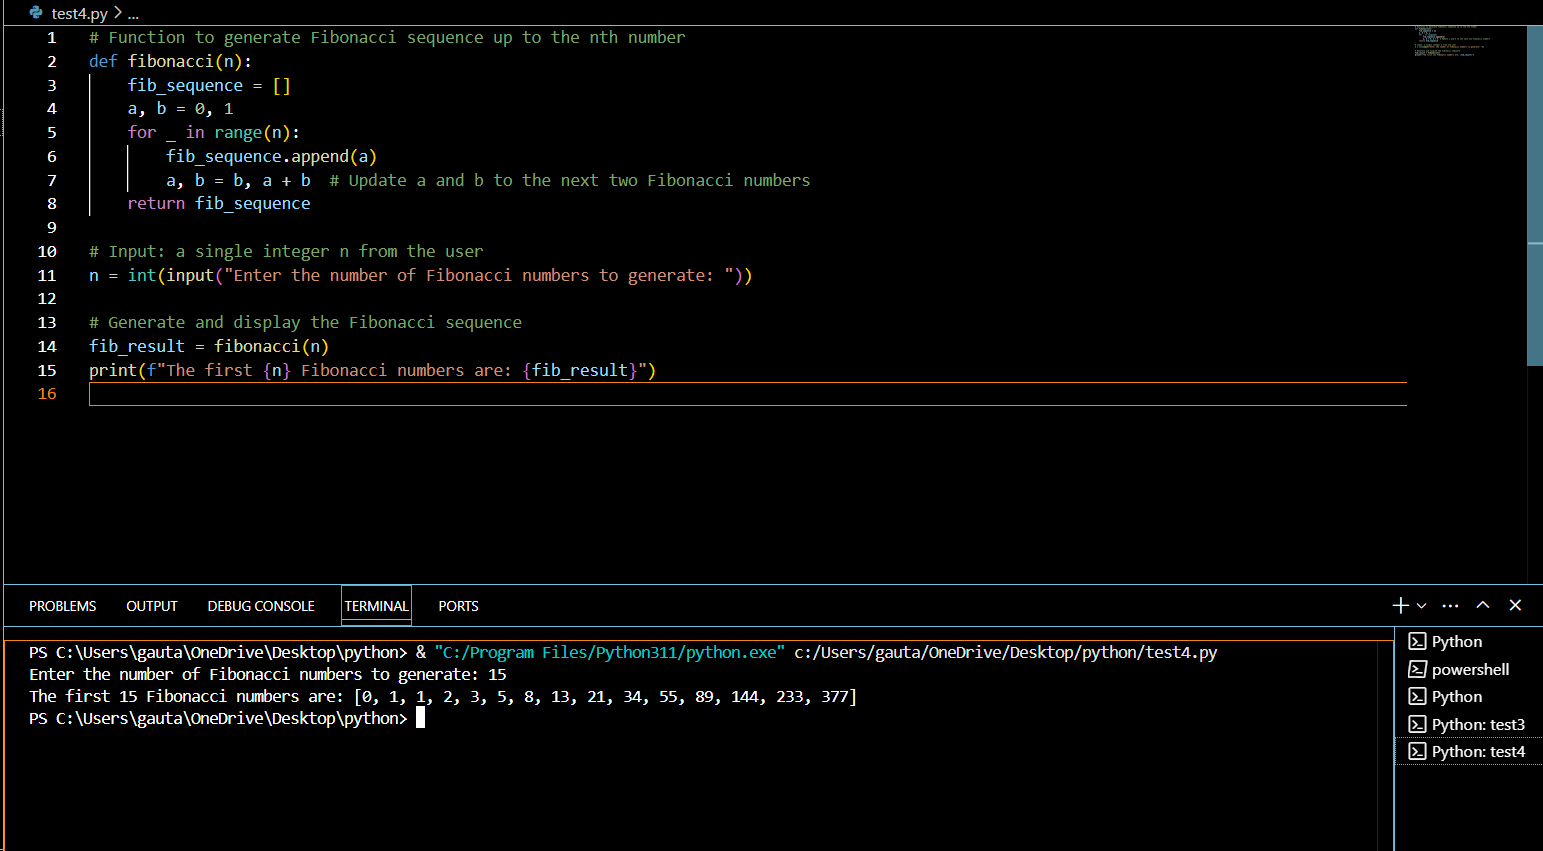 test4.py > ...
1 # Function to generate Fibonacci sequence up to the nth number
2 def fibonacci(n):
3     fib_sequence = []
4     a, b = 0, 1
5     for _ in range(n):
6         fib_sequence.append(a)
7         a, b = b, a + b  # Update a and b to the next two Fibonacci numbers
8     return fib_sequence
9
10 # Input: a single integer n from the user
11 n = int(input("Enter the number of Fibonacci numbers to generate: "))
12
13 # Generate and display the Fibonacci sequence
14 fib_result = fibonacci(n)
15 print(f"The first {n} Fibonacci numbers are: {fib_result}")
16
PROBLEMS OUTPUT DEBUG CONSOLE TERMINAL PORTS
PS C:\Users\gauta\OneDrive\Desktop\python> & "C:/Program Files/Python311/python.exe" c:/Users/gauta/OneDrive/Desktop/python/test4.py
Enter the number of Fibonacci numbers to generate: 15
The first 15 Fibonacci numbers are: [0, 1, 1, 2, 3, 5, 8, 13, 21, 34, 55, 89, 144, 233, 377]
PS C:\Users\gauta\OneDrive\Desktop\python>
Python
powershell
Python
Python: test3
Python: test4